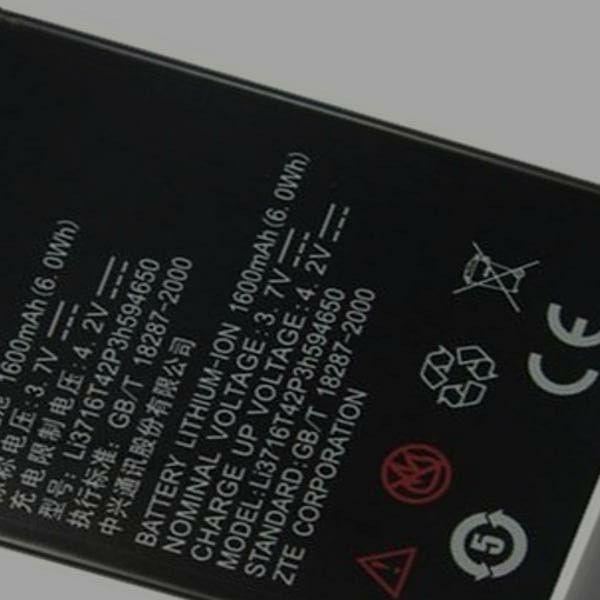 1600mAh(6.0Wh)
电压:3.7V
充电限制电压:4.2V
型号:Li3716T42P3h594650
执行标准:GB/T 18287-2000
中兴通讯股份有限公司
BATTERY LITHIUM-ION 1600mAh(6.0Wh)
NOMINAL VOLTAGE:3.7V
CHARGE UP VOLTAGE:4.2V
MODEL:Li3716T42P3h594650
STANDARD:GB/T 18287-2000
ZTE CORPORATION
CE
5